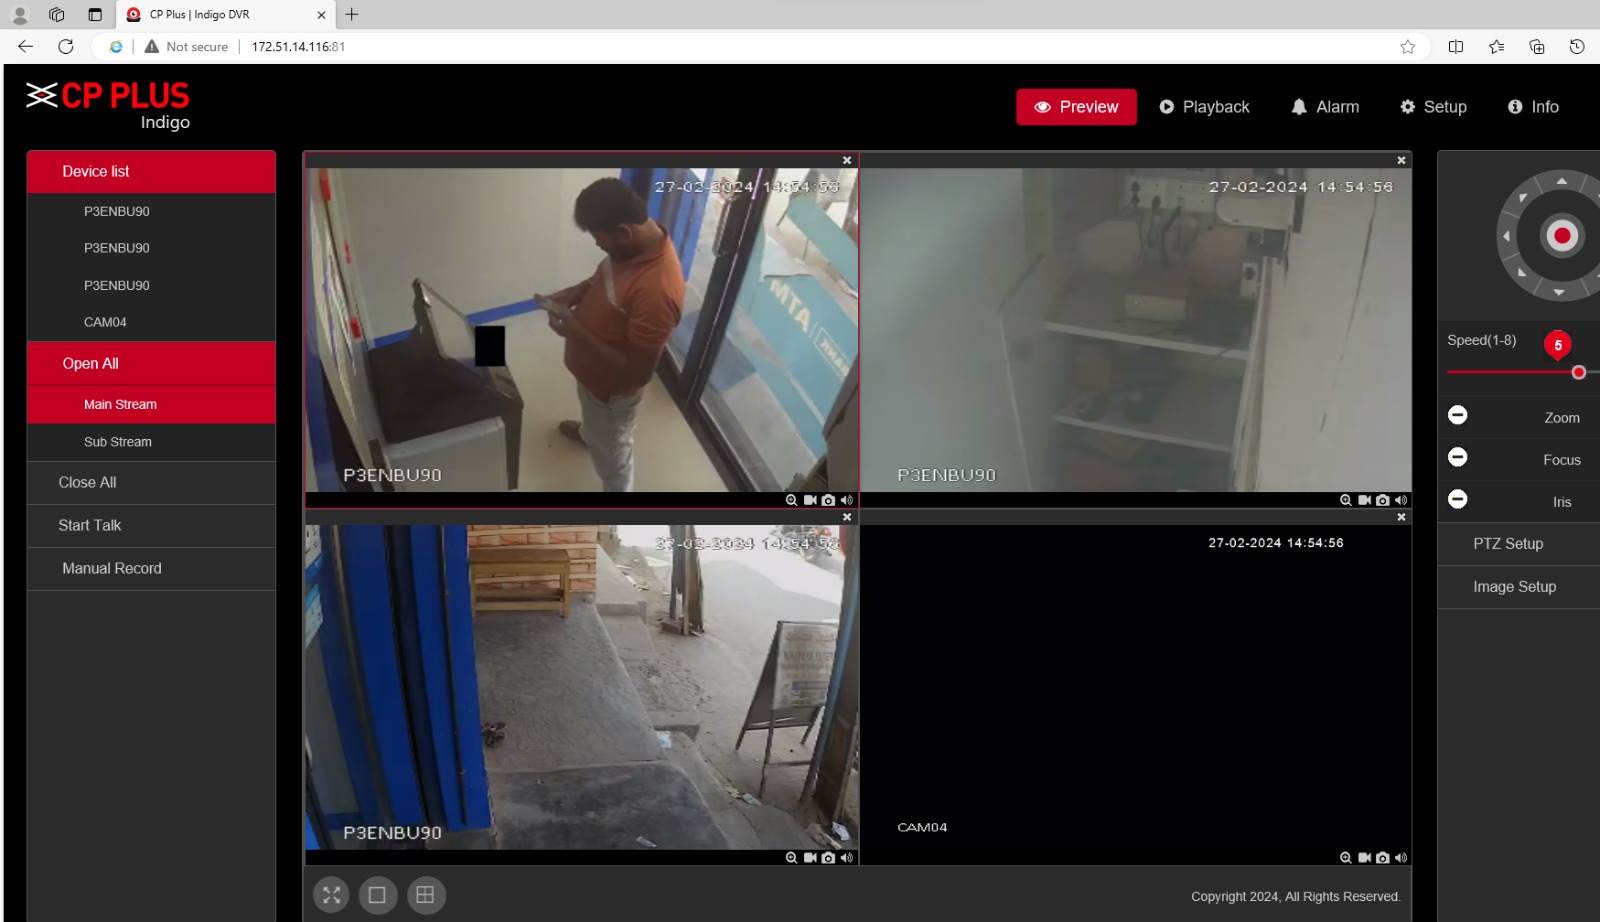 CP Plus | Indigo DVR
Not secure
172.51.14.116:81
CP PLUS
Indigo
Preview
Playback
Alarm
Setup
Info
Device list
P3ENBU90
P3ENBU90
P3ENBU90
CAM04
Open All
Main Stream
Sub Stream
Close All
Start Talk
Manual Record
27-02-2024 14:54:56
MTA
BANK
P3ENBU90
27-02-2024 14:54:56
P3ENBU90
27-02-2024 14:54:56
P3ENBU90
27-02-2024 14:54:56
CAM04
Speed(1-8)
5
Zoom
Focus
Iris
PTZ Setup
Image Setup
Copyright 2024, All Rights Reserved.